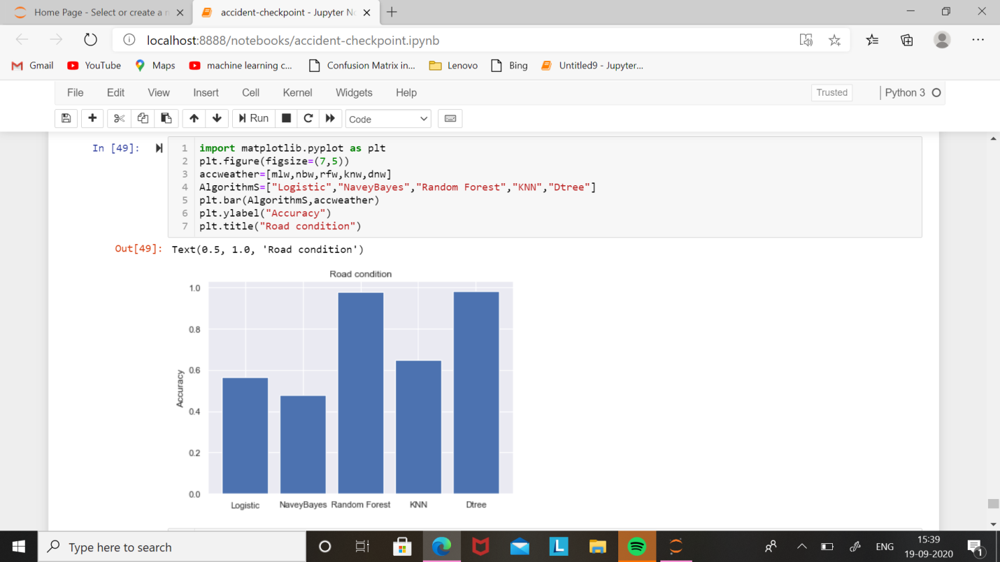 Home Page - Select or create a n
accident-checkpoint - Jupyter No
localhost:8888/notebooks/accident-checkpoint.ipynb
Gmail YouTube Maps machine learning c... Confusion Matrix in... Lenovo Bing Untitled9 - Jupyter...
File Edit View Insert Cell Kernel Widgets Help Trusted Python 3
Run Code
In [49]:
1 import matplotlib.pyplot as plt
2 plt.figure(figsize=(7,5))
3 accweather=[mlw,nbw,rfw,knw,dnw]
4 AlgorithmS=["Logistic","NaveyBayes","Random Forest","KNN","Dtree"]
5 plt.bar(AlgorithmS,accweather)
6 plt.ylabel("Accuracy")
7 plt.title("Road condition")
Out[49]: Text(0.5, 1.0, 'Road condition')
Road condition
1.0
0.8
0.6
0.4
0.2
0.0
Accuracy
Logistic NaveyBayes Random Forest KNN Dtree
Type here to search
L
ENG
15:39
19-09-2020
1